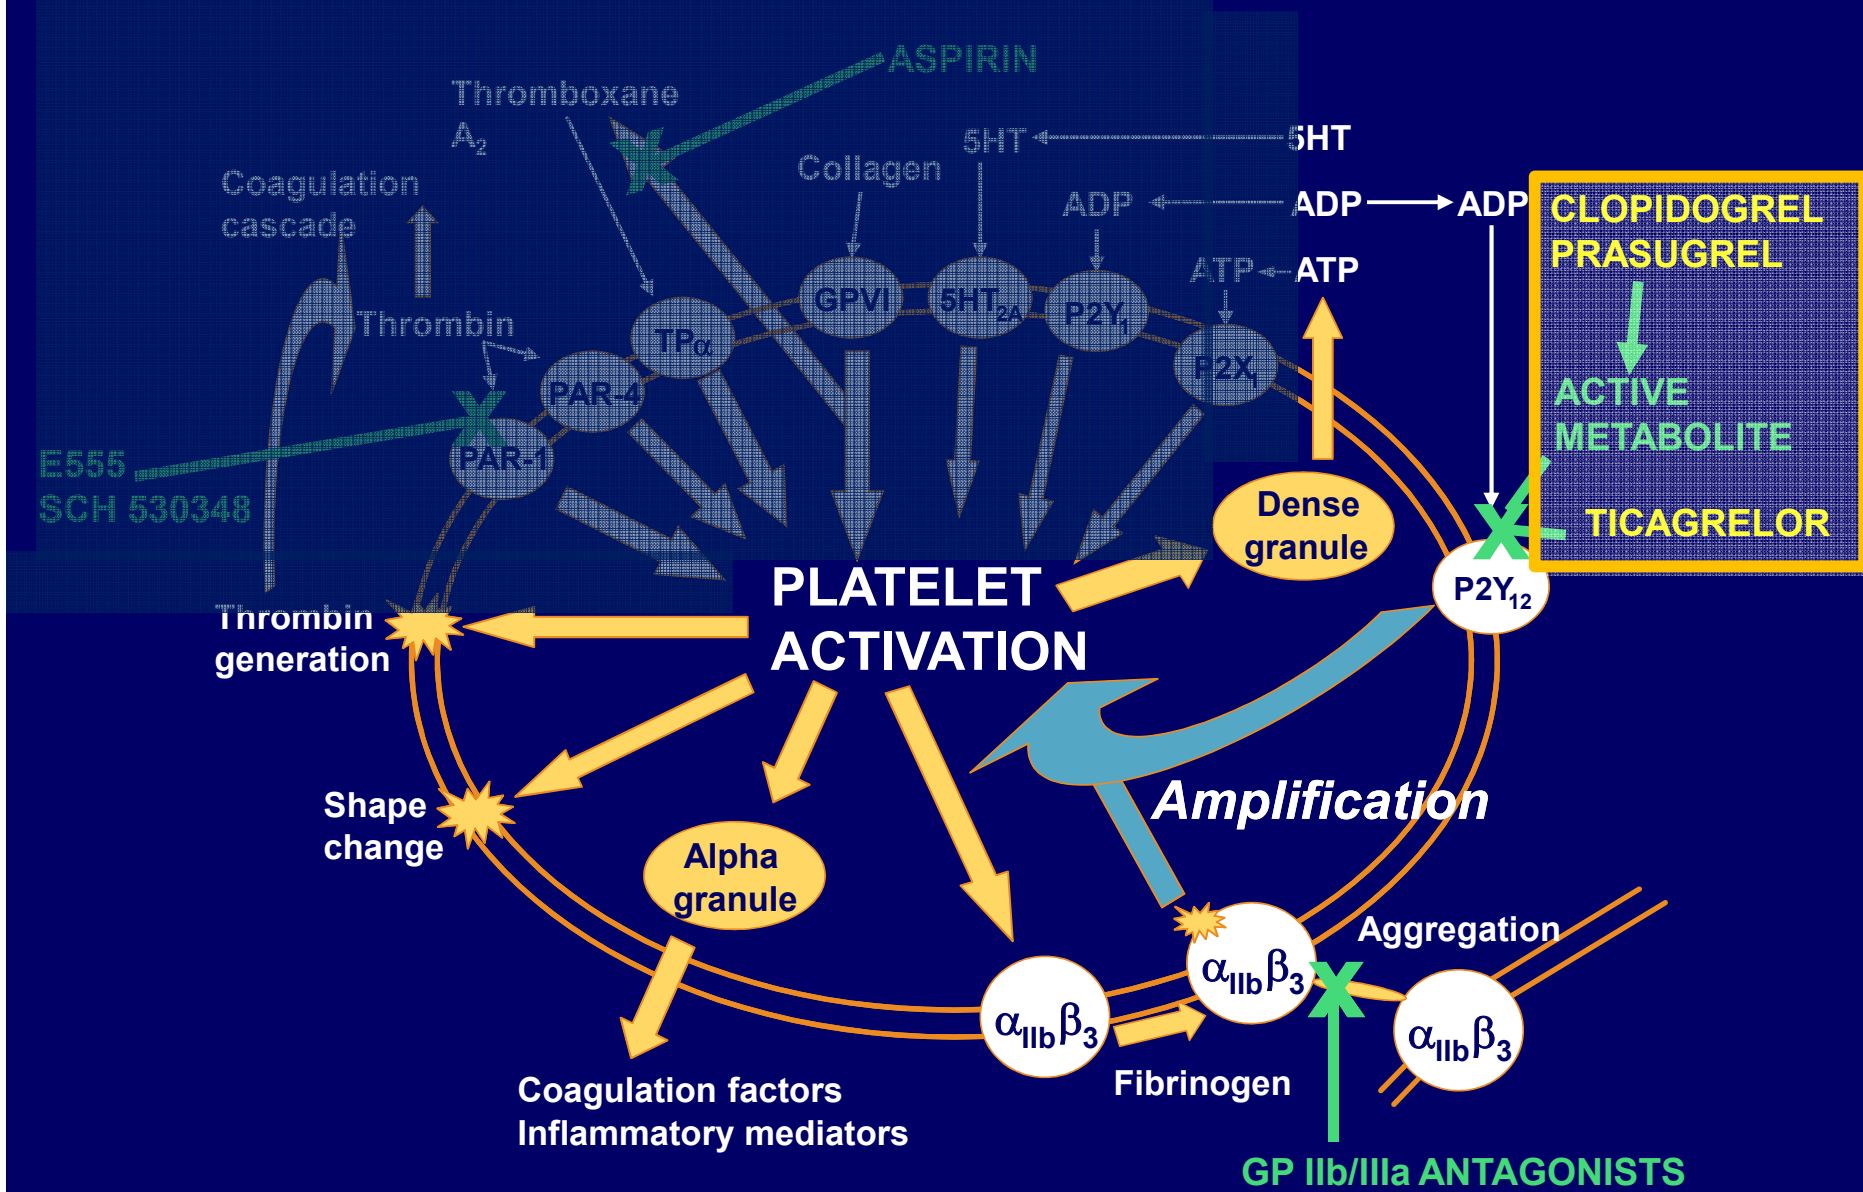 ASPIRIN
Thromboxane
A2
5HT
5HT
Collagen
Coagulation
cascade
ADP
ADP
ADP
CLOPIDOGREL
PRASUGREL
ATP
ATP
Thrombin
GPVI
5HT2A
P2Y1
TPα
P2X1
PAR-4
ACTIVE
METABOLITE
PAR-1
E555
SCH 530348
Dense
granule
TICAGRELOR
PLATELET
ACTIVATION
P2Y12
Thrombin
generation
Amplification
Shape
change
Alpha
granule
Aggregation
αIIbβ3
αIIbβ3
αIIbβ3
Fibrinogen
Coagulation factors
Inflammatory mediators
GP IIb/IIIa ANTAGONISTS